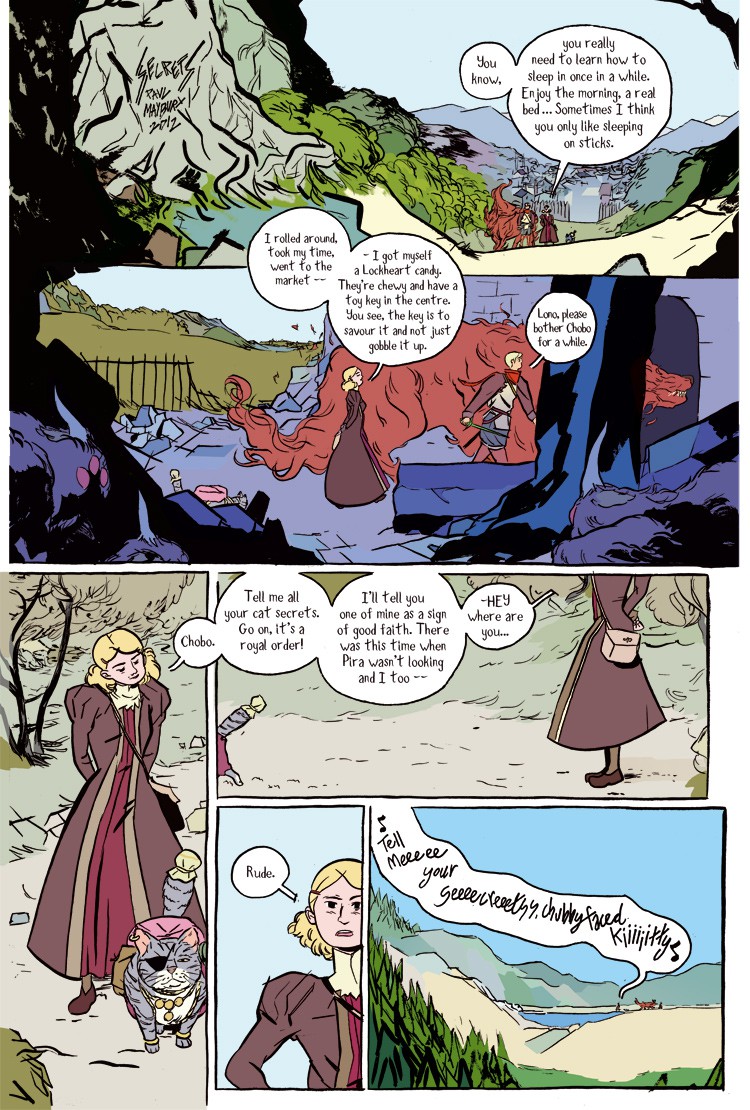 SECRETS
PAUL
MAYBURY
2012
You
know,
you really
need to learn how to
sleep in once in a while.
Enjoy the morning, a real
bed... Sometimes I think
you only like sleeping
on sticks.
I rolled around,
took my time,
went to the
market --
- I got myself
a Lockheart candy.
They're chewy and have a
toy key in the centre.
You see, the key is to
savour it and not just
gobble it up.
Lono, please
bother Chobo
for a while.
Chobo.
Tell me all
your cat secrets.
Go on, it's a
royal order!
I'll tell you
one of mine as a sign
of good faith. There
was this time when
Pira wasn't looking
and I too --
-HEY
where are
you...
Rude.
♪
Tell
Meeeee
your
seeecreeetsy, chubbyfaced
kiiiiitty♪